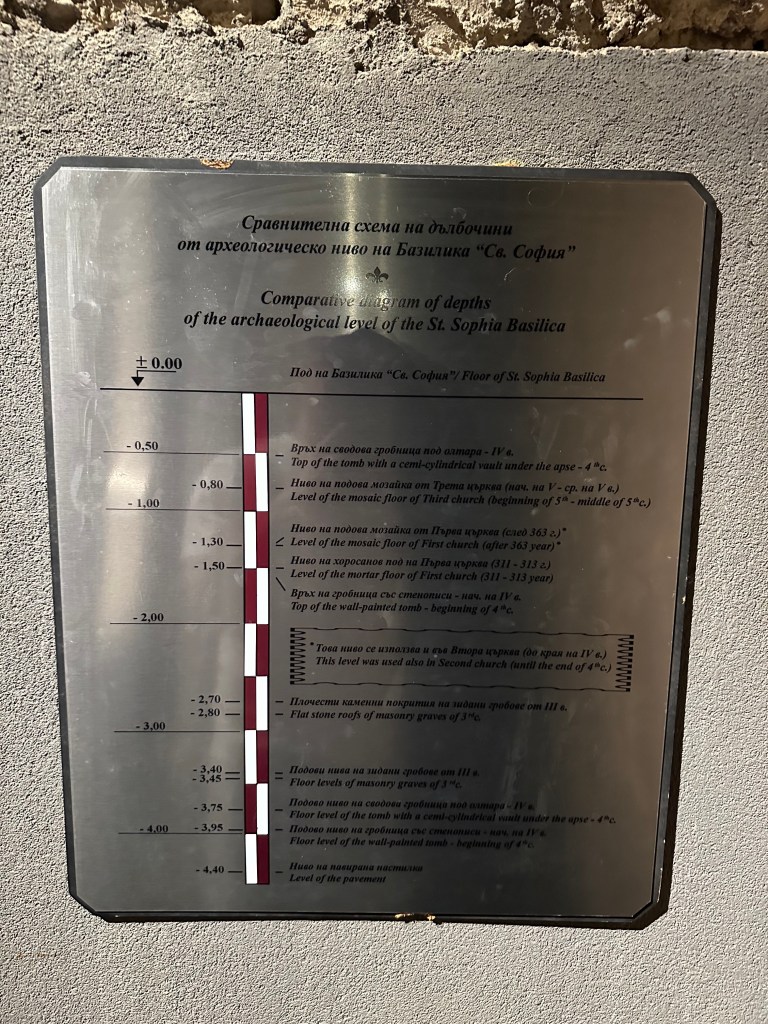 Сравнителна схема на дълбочини
от археологическо ниво на Базилика “Св. София”
Comparative diagram of depths
of the archaeological level of the St. Sophia Basilica
± 0.00
Под на Базилика “Св. София”/ Floor of St. Sophia Basilica
- 0,50
Връх на сводова гробница под олтара - IV в.
Top of the tomb with a cemi-cylindrical vault under the apse - 4 th c.
- 0,80
Ниво на подова мозайка от Трета църква (нач. на V - ср. на V в.)
Level of the mosaic floor of Third church (beginning of 5th - middle of 5th c.)
- 1,00
Ниво на подова мозайка от Първа църква (след 363 г.)*
- 1,30
Level of the mosaic floor of First church (after 363 year)*
Ниво на хоросанов под на Първа църква (311 - 313 г.)
- 1,50
Level of the mortar floor of First church (311 - 313 year)
Връх на гробница със стенописи - нач. на IV в.
Top of the wall-painted tomb - beginning of 4th c.
- 2,00
* Това ниво се използва и във Втора църква (до края на IV в.)
This level was used also in Second church (until the end of 4th c.)
- 2,70
Плочести каменни покрития на зидани гробове от III в.
- 2,80
Flat stone roofs of masonry graves of 3rd c.
- 3,00
- 3,40
Подови нива на зидани гробове от III в.
- 3,45
Floor levels of masonry graves of 3rd c.
- 3,75
Подово ниво на сводови гробница под олтара - IV в.
Floor level of the tomb with a cemi-cylindrical vault under the apse - 4th c.
- 4,00
- 3,95
Подово ниво на гробница със стенописи - нач. на IV в.
Floor level of the wall-painted tomb - beginning of 4th c.
- 4,40
Ниво на павирана настилка
Level of the pavement